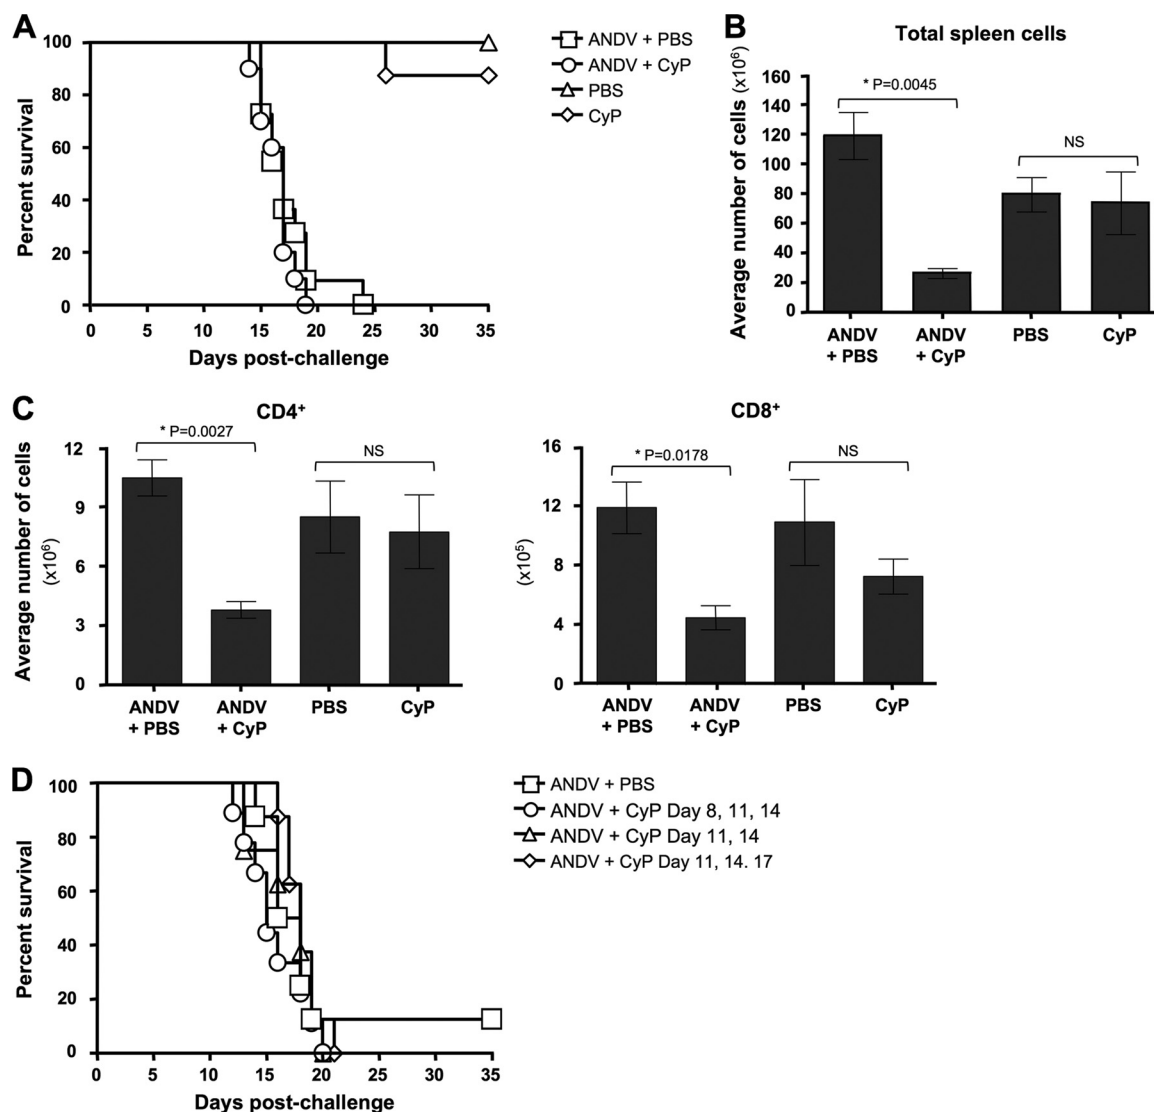 A
100
80
60
40
20
0
Percent survival
0 5 10 15 20 25 30 35
Days post-challenge
ANDV + PBS
ANDV + CyP
PBS
CyP
B
Total spleen cells
Average number of cells (x10⁶)
160
140
120
100
80
60
40
20
0
* P=0.0045
NS
ANDV + PBS
ANDV + CyP
PBS
CyP
C
CD4⁺
Average number of cells
(x10⁶)
12
9
6
3
0
* P=0.0027
NS
ANDV + PBS
ANDV + CyP
PBS
CyP
CD8⁺
(x10⁵)
16
12
8
4
0
* P=0.0178
NS
ANDV + PBS
ANDV + CyP
PBS
CyP
D
100
80
60
40
20
0
Percent survival
0 5 10 15 20 25 30 35
Days post-challenge
ANDV + PBS
ANDV + CyP Day 8, 11, 14
ANDV + CyP Day 11, 14
ANDV + CyP Day 11, 14. 17